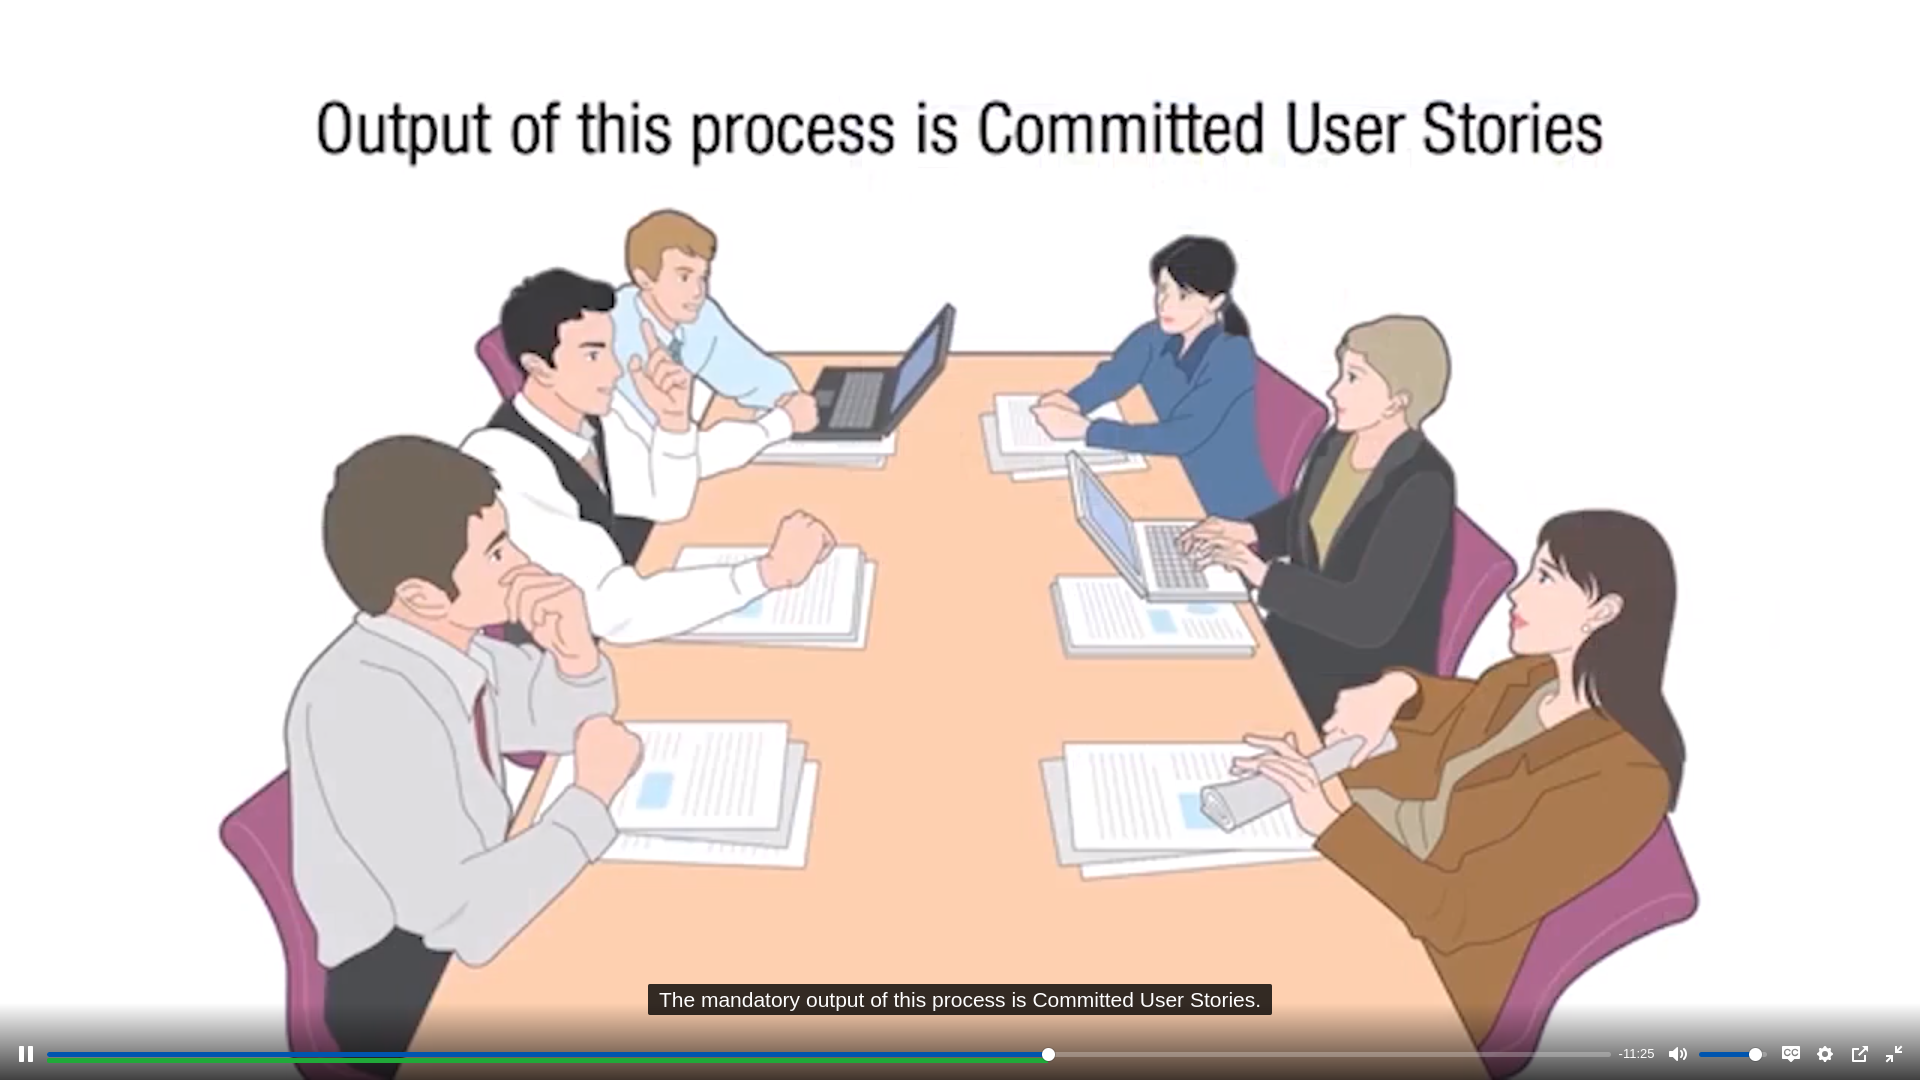 Output of this process is Committed User Stories
The mandatory output of this process is Committed User Stories.
-11:25
CC